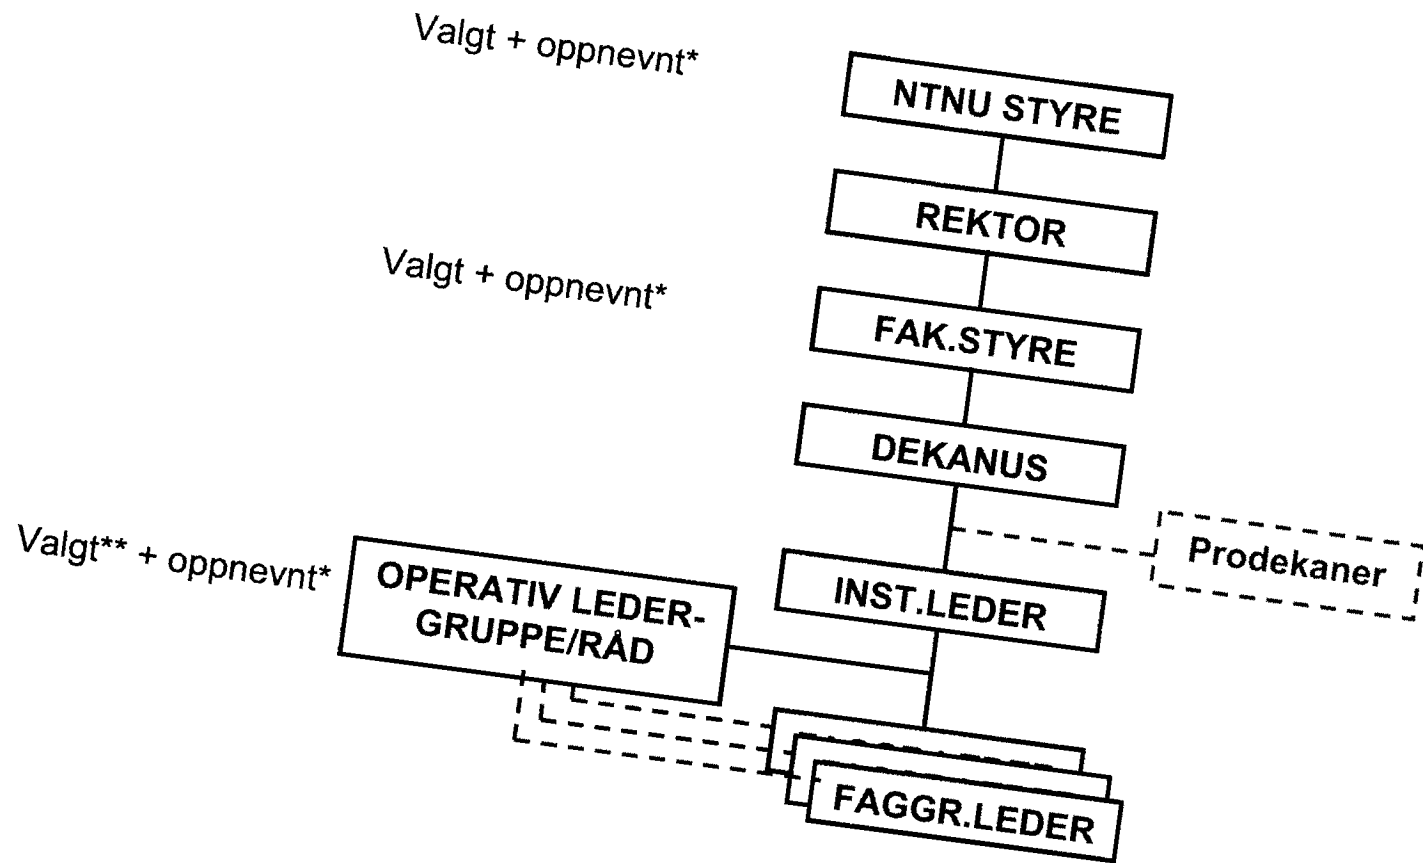 Valgt + oppnevnt*
NTNU STYRE
REKTOR
Valgt + oppnevnt*
FAK.STYRE
DEKANUS
Prodekaner
Valgt** + oppnevnt*
OPERATIV LEDER-
GRUPPE/RÅD
INST.LEDER
FAGGR.LEDER